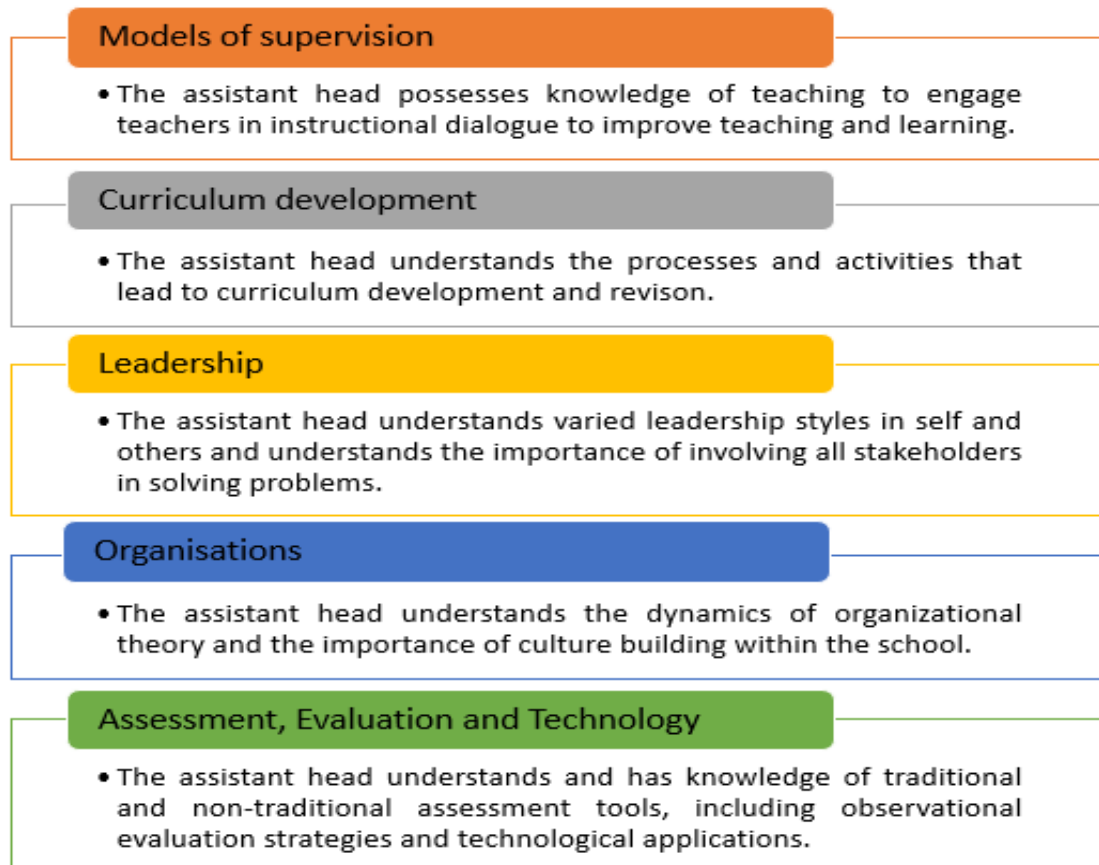 Models of supervision
• The assistant head possesses knowledge of teaching to engage
teachers in instructional dialogue to improve teaching and learning.
Curriculum development
• The assistant head understands the processes and activities that
lead to curriculum development and revison.
Leadership
• The assistant head understands varied leadership styles in self and
others and understands the importance of involving all stakeholders
in solving problems.
Organisations
• The assistant head understands the dynamics of organizational
theory and the importance of culture building within the school.
Assessment, Evaluation and Technology
• The assistant head understands and has knowledge of traditional
and non-traditional assessment tools, including observational
evaluation strategies and technological applications.